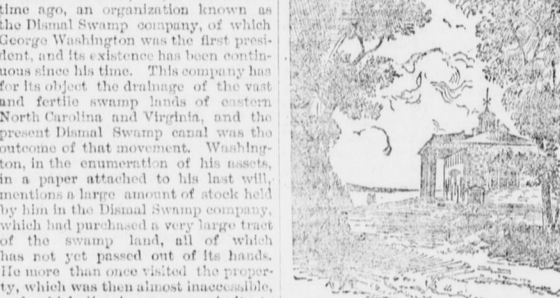 time ago, an organization known as
the Dismal Swamp company, of which
George Washington was the first presi-
dent, and its existence has been contin-
uous since his time. This company has
for its object the drainage of the vast
and fertile swamp lands of eastern
North Carolina and Virginia, and the
present Dismal Swamp canal was the
outcome of that movement. Washing-
ton, in the enumeration of his assets,
in a paper attached to his last will,
mentions a large amount of stock held
by him in the Dismal Swamp company,
which had purchased a very large tract
of the swamp land, all of which
has not yet passed out of its hands.
He more than once visited the proper-
ty, which was then almost inaccessible,